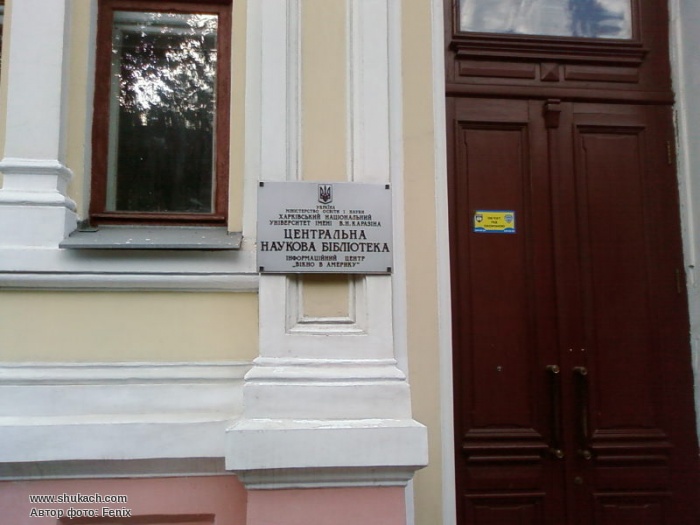 УКРАЇНА
МІНІСТЕРСТВО ОСВІТИ І НАУКИ
ХАРКІВСЬКИЙ НАЦІОНАЛЬНИЙ
УНІВЕРСИТЕТ ІМЕНІ В.Н.КАРАЗІНА
ЦЕНТРАЛЬНА
НАУКОВА БІБЛІОТЕКА
ІНФОРМАЦІЙНИЙ ЦЕНТР
„ВІКНО В АМЕРИКУ"
www.shukach.com
Автор фото: Fenix